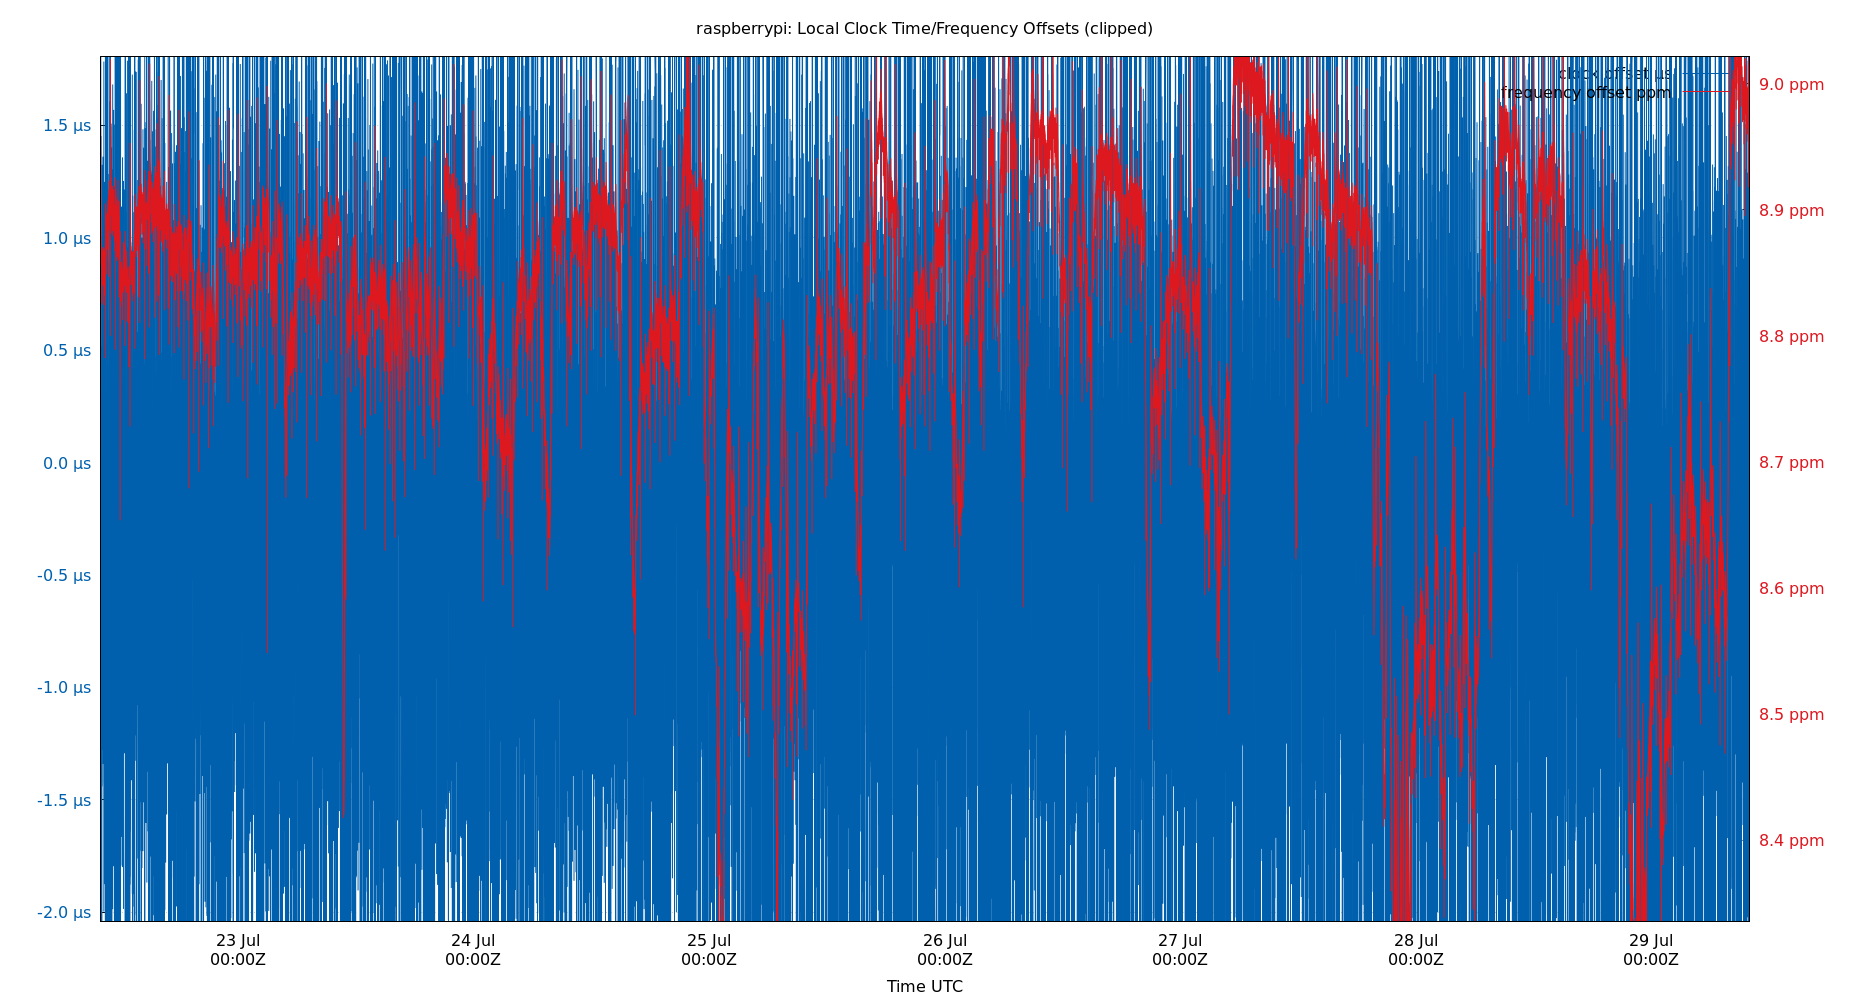 raspberrypi: Local Clock Time/Frequency Offsets (clipped)
clock offset µs
frequency offset ppm
1.5 µs
1.0 µs
0.5 µs
0.0 µs
-0.5 µs
-1.0 µs
-1.5 µs
-2.0 µs
9.0 ppm
8.9 ppm
8.8 ppm
8.7 ppm
8.6 ppm
8.5 ppm
8.4 ppm
23 Jul
00:00Z
24 Jul
00:00Z
25 Jul
00:00Z
26 Jul
00:00Z
27 Jul
00:00Z
28 Jul
00:00Z
29 Jul
00:00Z
Time UTC